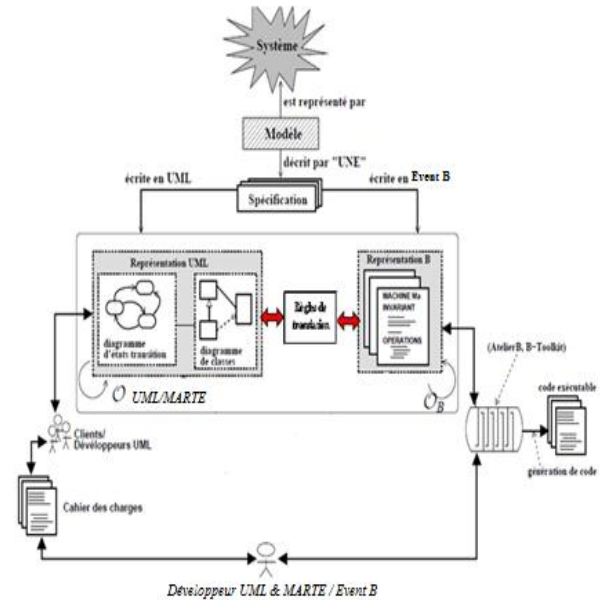 Système
est représenté par
Modèle
décrit par "UNE"
écrite en UML
écrite en Event B
Spécification
Représentation UML
Représentation B
diagramme
d'états transition
diagramme
de classes
Règles de
translation
MACHINE Ma
INVARIANT
OPERATIONS
O UML/MARTE
O B
(AtelierB, B-Toolkit)
code exécutable
génération de code
Clients/
Développeurs UML
Cahier des charges
Développeur UML & MARTE / Event B